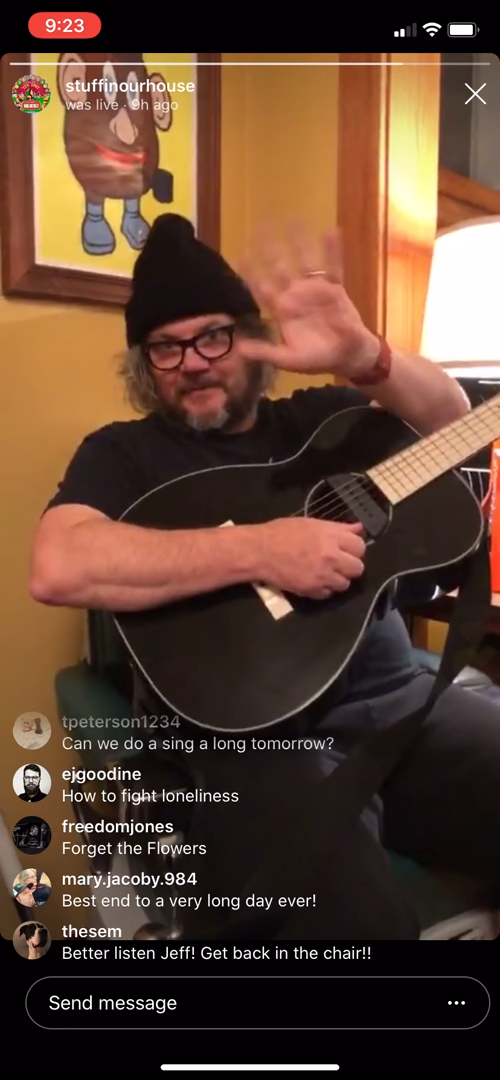 9:23
stuffinourhouse
was live · 9h ago
tpeterson1234
Can we do a sing a long tomorrow?
ejgoodine
How to fight loneliness
freedomjones
Forget the Flowers
mary.jacoby.984
Best end to a very long day ever!
thesem
Better listen Jeff! Get back in the chair!!
Send message